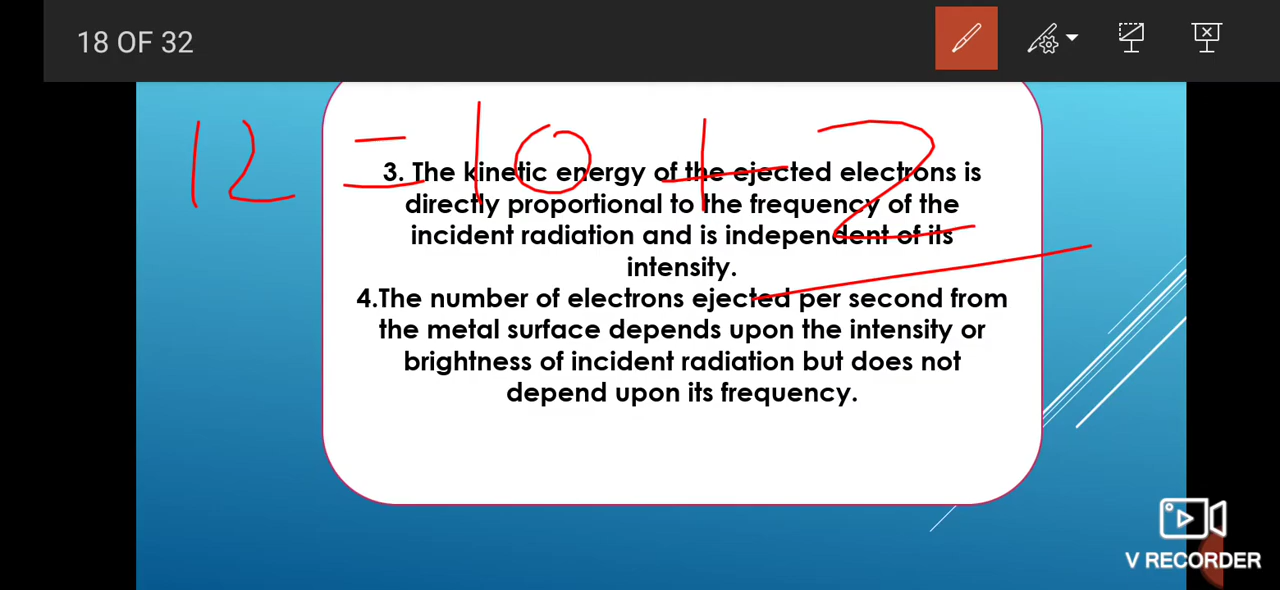 18 OF 32
12 = 10 + 2
3. The kinetic energy of the ejected electrons is
directly proportional to the frequency of the
incident radiation and is independent of its
intensity.
4.The number of electrons ejected per second from
the metal surface depends upon the intensity or
brightness of incident radiation but does not
depend upon its frequency.
V RECORDER